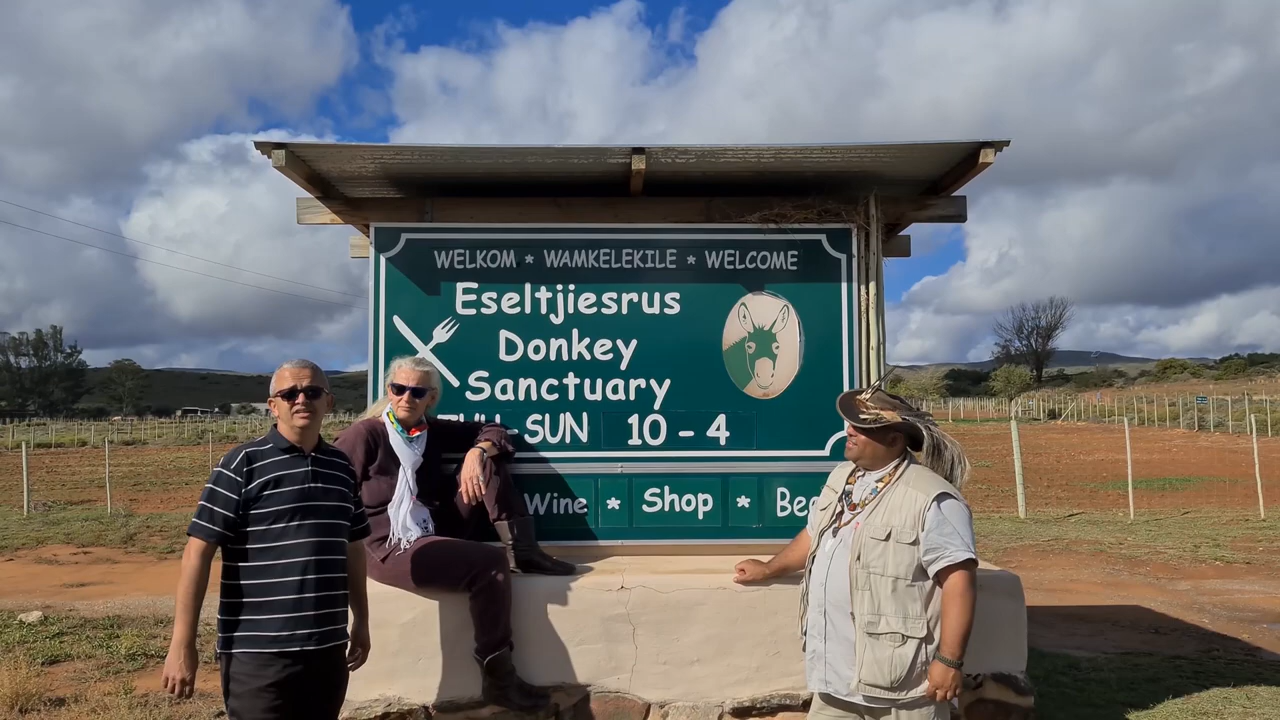 WELKOM * WAMKELEKILE * WELCOME
Eseltjiesrus
Donkey
Sanctuary
-SUN 10 - 4
Wine * Shop *